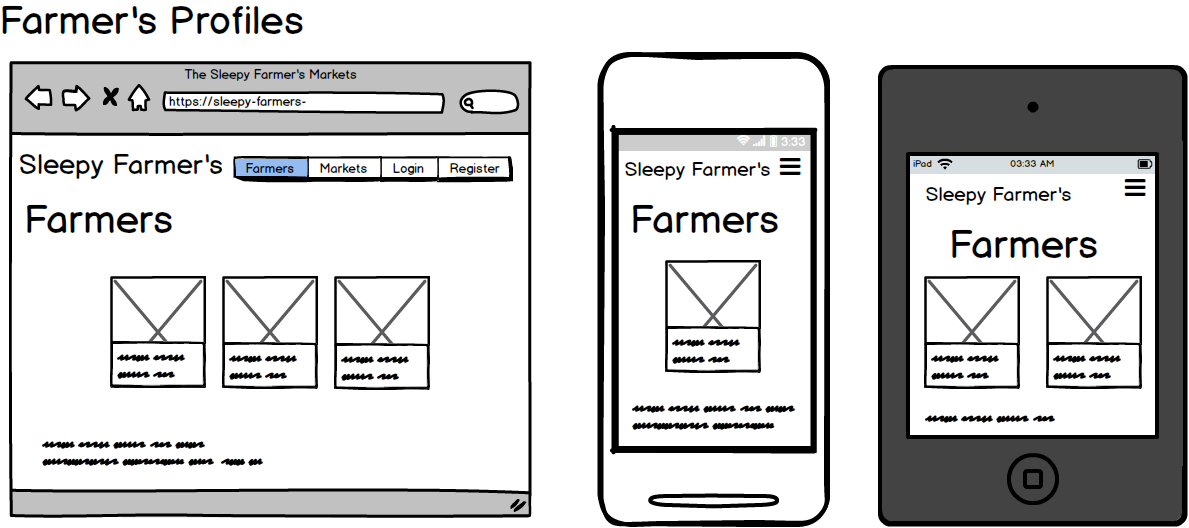 Farmer's Profiles
The Sleepy Farmer's Markets
https://sleepy-farmers-
Sleepy Farmer's
Farmers Markets Login Register
Farmers
3:33
Sleepy Farmer's
Farmers
iPad 03:33 AM
Sleepy Farmer's
Farmers